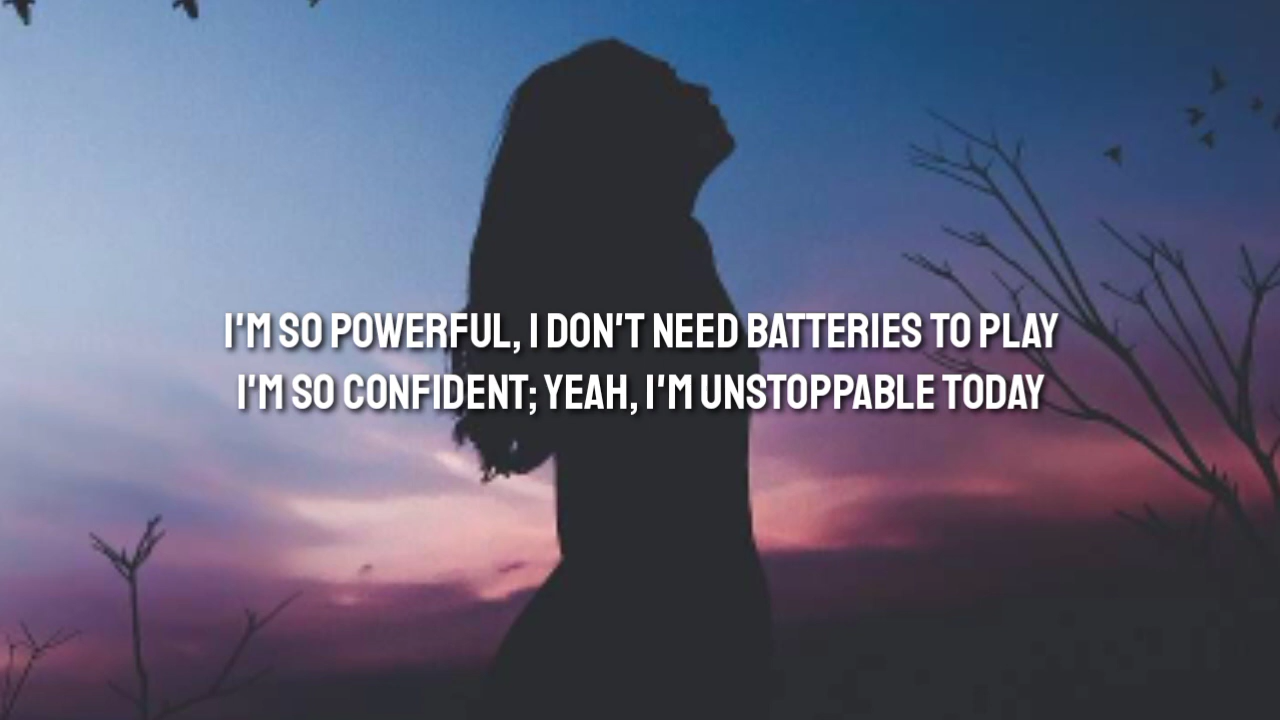 I'M SO POWERFUL, I DON'T NEED BATTERIES TO PLAY
I'M SO CONFIDENT; YEAH, I'M UNSTOPPABLE TODAY